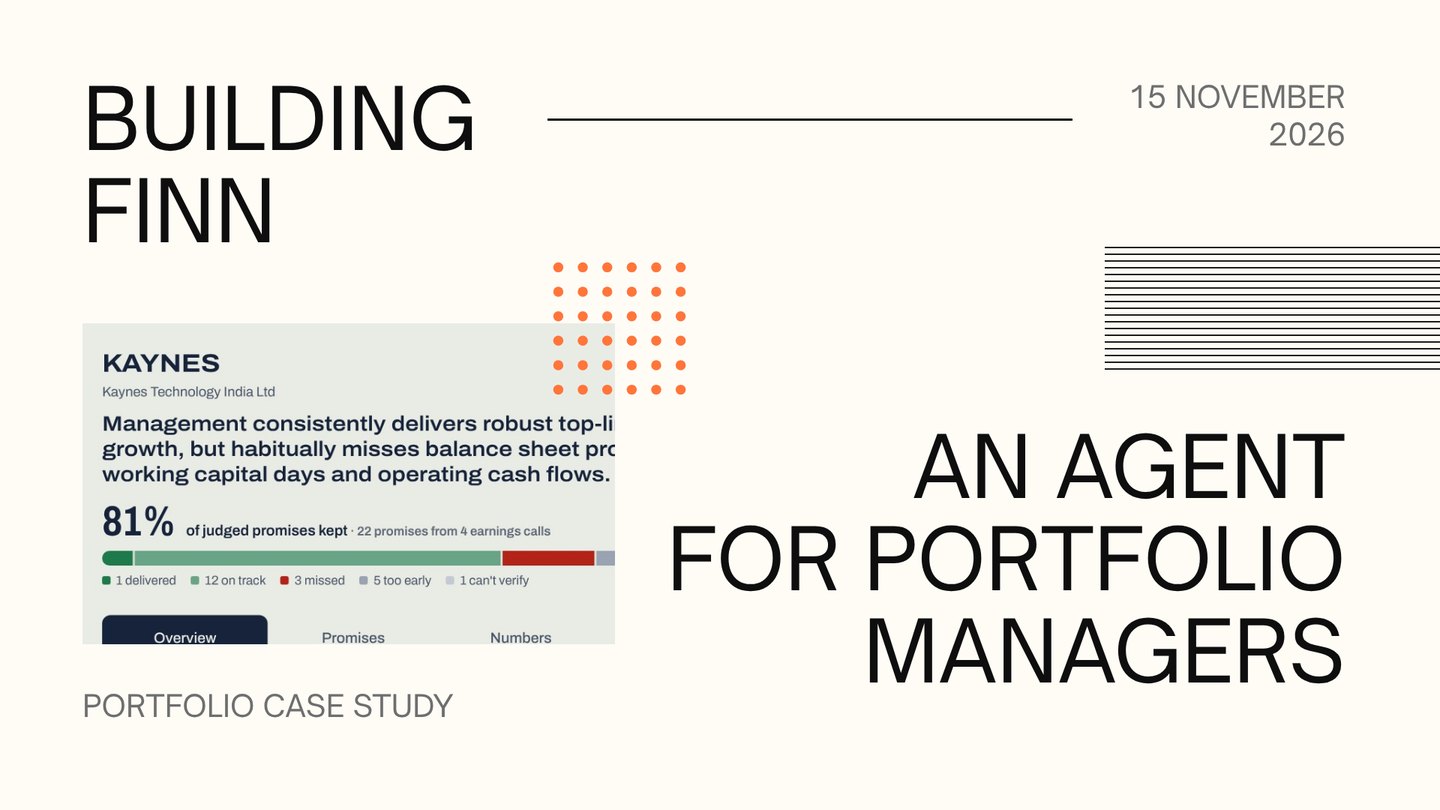 BUILDING
FINN
15 NOVEMBER
2026
KAYNES
Kaynes Technology India Ltd
Management consistently delivers robust top-li
growth, but habitually misses balance sheet pro
working capital days and operating cash flows.
81% of judged promises kept · 22 promises from 4 earnings calls
1 delivered 12 on track 3 missed 5 too early 1 can't verify
Overview Promises Numbers
AN AGENT
FOR PORTFOLIO
MANAGERS
PORTFOLIO CASE STUDY